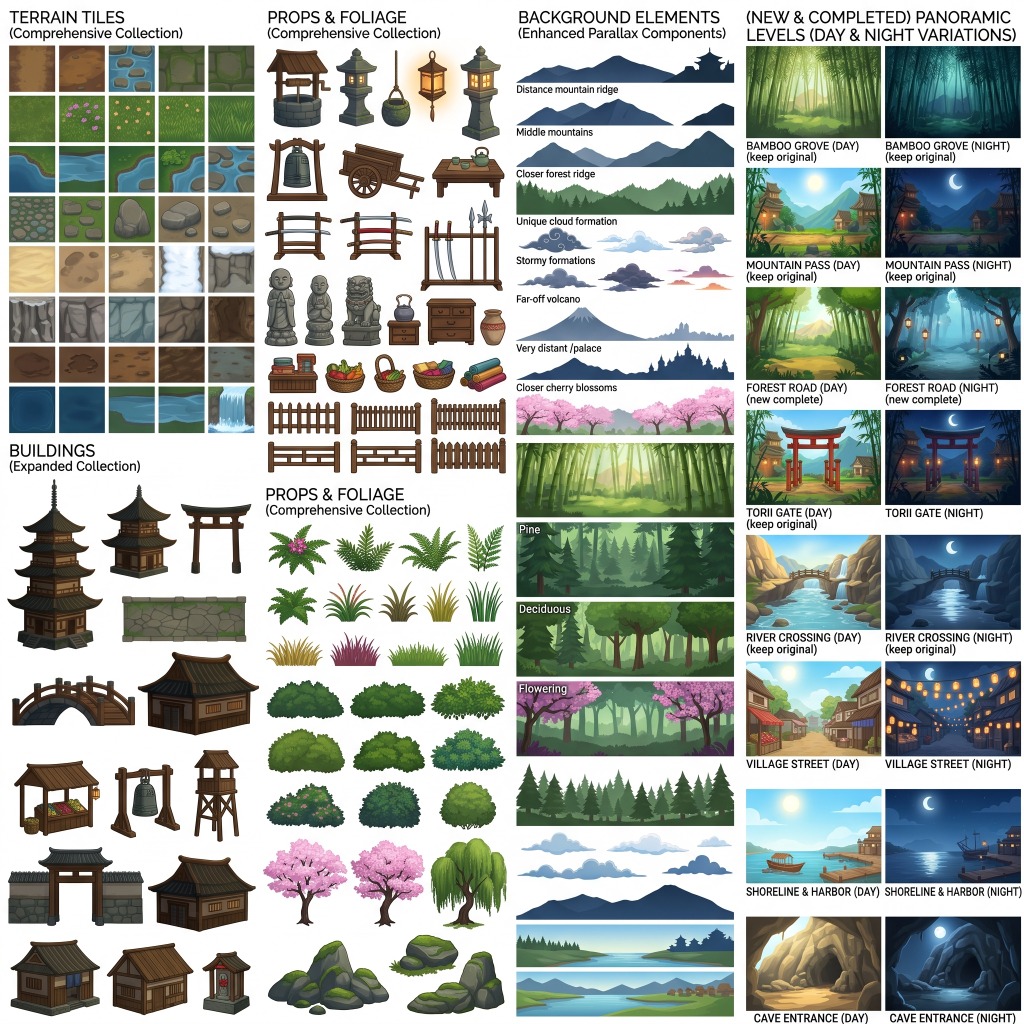 TERRAIN TILES
(Comprehensive Collection)
BUILDINGS
(Expanded Collection)
PROPS & FOLIAGE
(Comprehensive Collection)
PROPS & FOLIAGE
(Comprehensive Collection)
BACKGROUND ELEMENTS
(Enhanced Parallax Components)
Distance mountain ridge
Middle mountains
Closer forest ridge
Unique cloud formation
Stormy formations
Far-off volcano
Very distant /palace
Closer cherry blossoms
Pine
Deciduous
Flowering
(NEW & COMPLETED) PANORAMIC
LEVELS (DAY & NIGHT VARIATIONS)
BAMBOO GROVE (DAY)
(keep original)
BAMBOO GROVE (NIGHT)
(keep original)
MOUNTAIN PASS (DAY)
(keep original)
MOUNTAIN PASS (NIGHT)
(keep original)
FOREST ROAD (DAY)
(new complete)
FOREST ROAD (NIGHT)
(new complete)
TORII GATE (DAY)
(keep original)
TORII GATE (NIGHT)
RIVER CROSSING (DAY)
(keep original)
RIVER CROSSING (NIGHT)
(keep original)
VILLAGE STREET (DAY)
VILLAGE STREET (NIGHT)
SHORELINE & HARBOR (DAY)
SHORELINE & HARBOR (NIGHT)
CAVE ENTRANCE (DAY)
CAVE ENTRANCE (NIGHT)